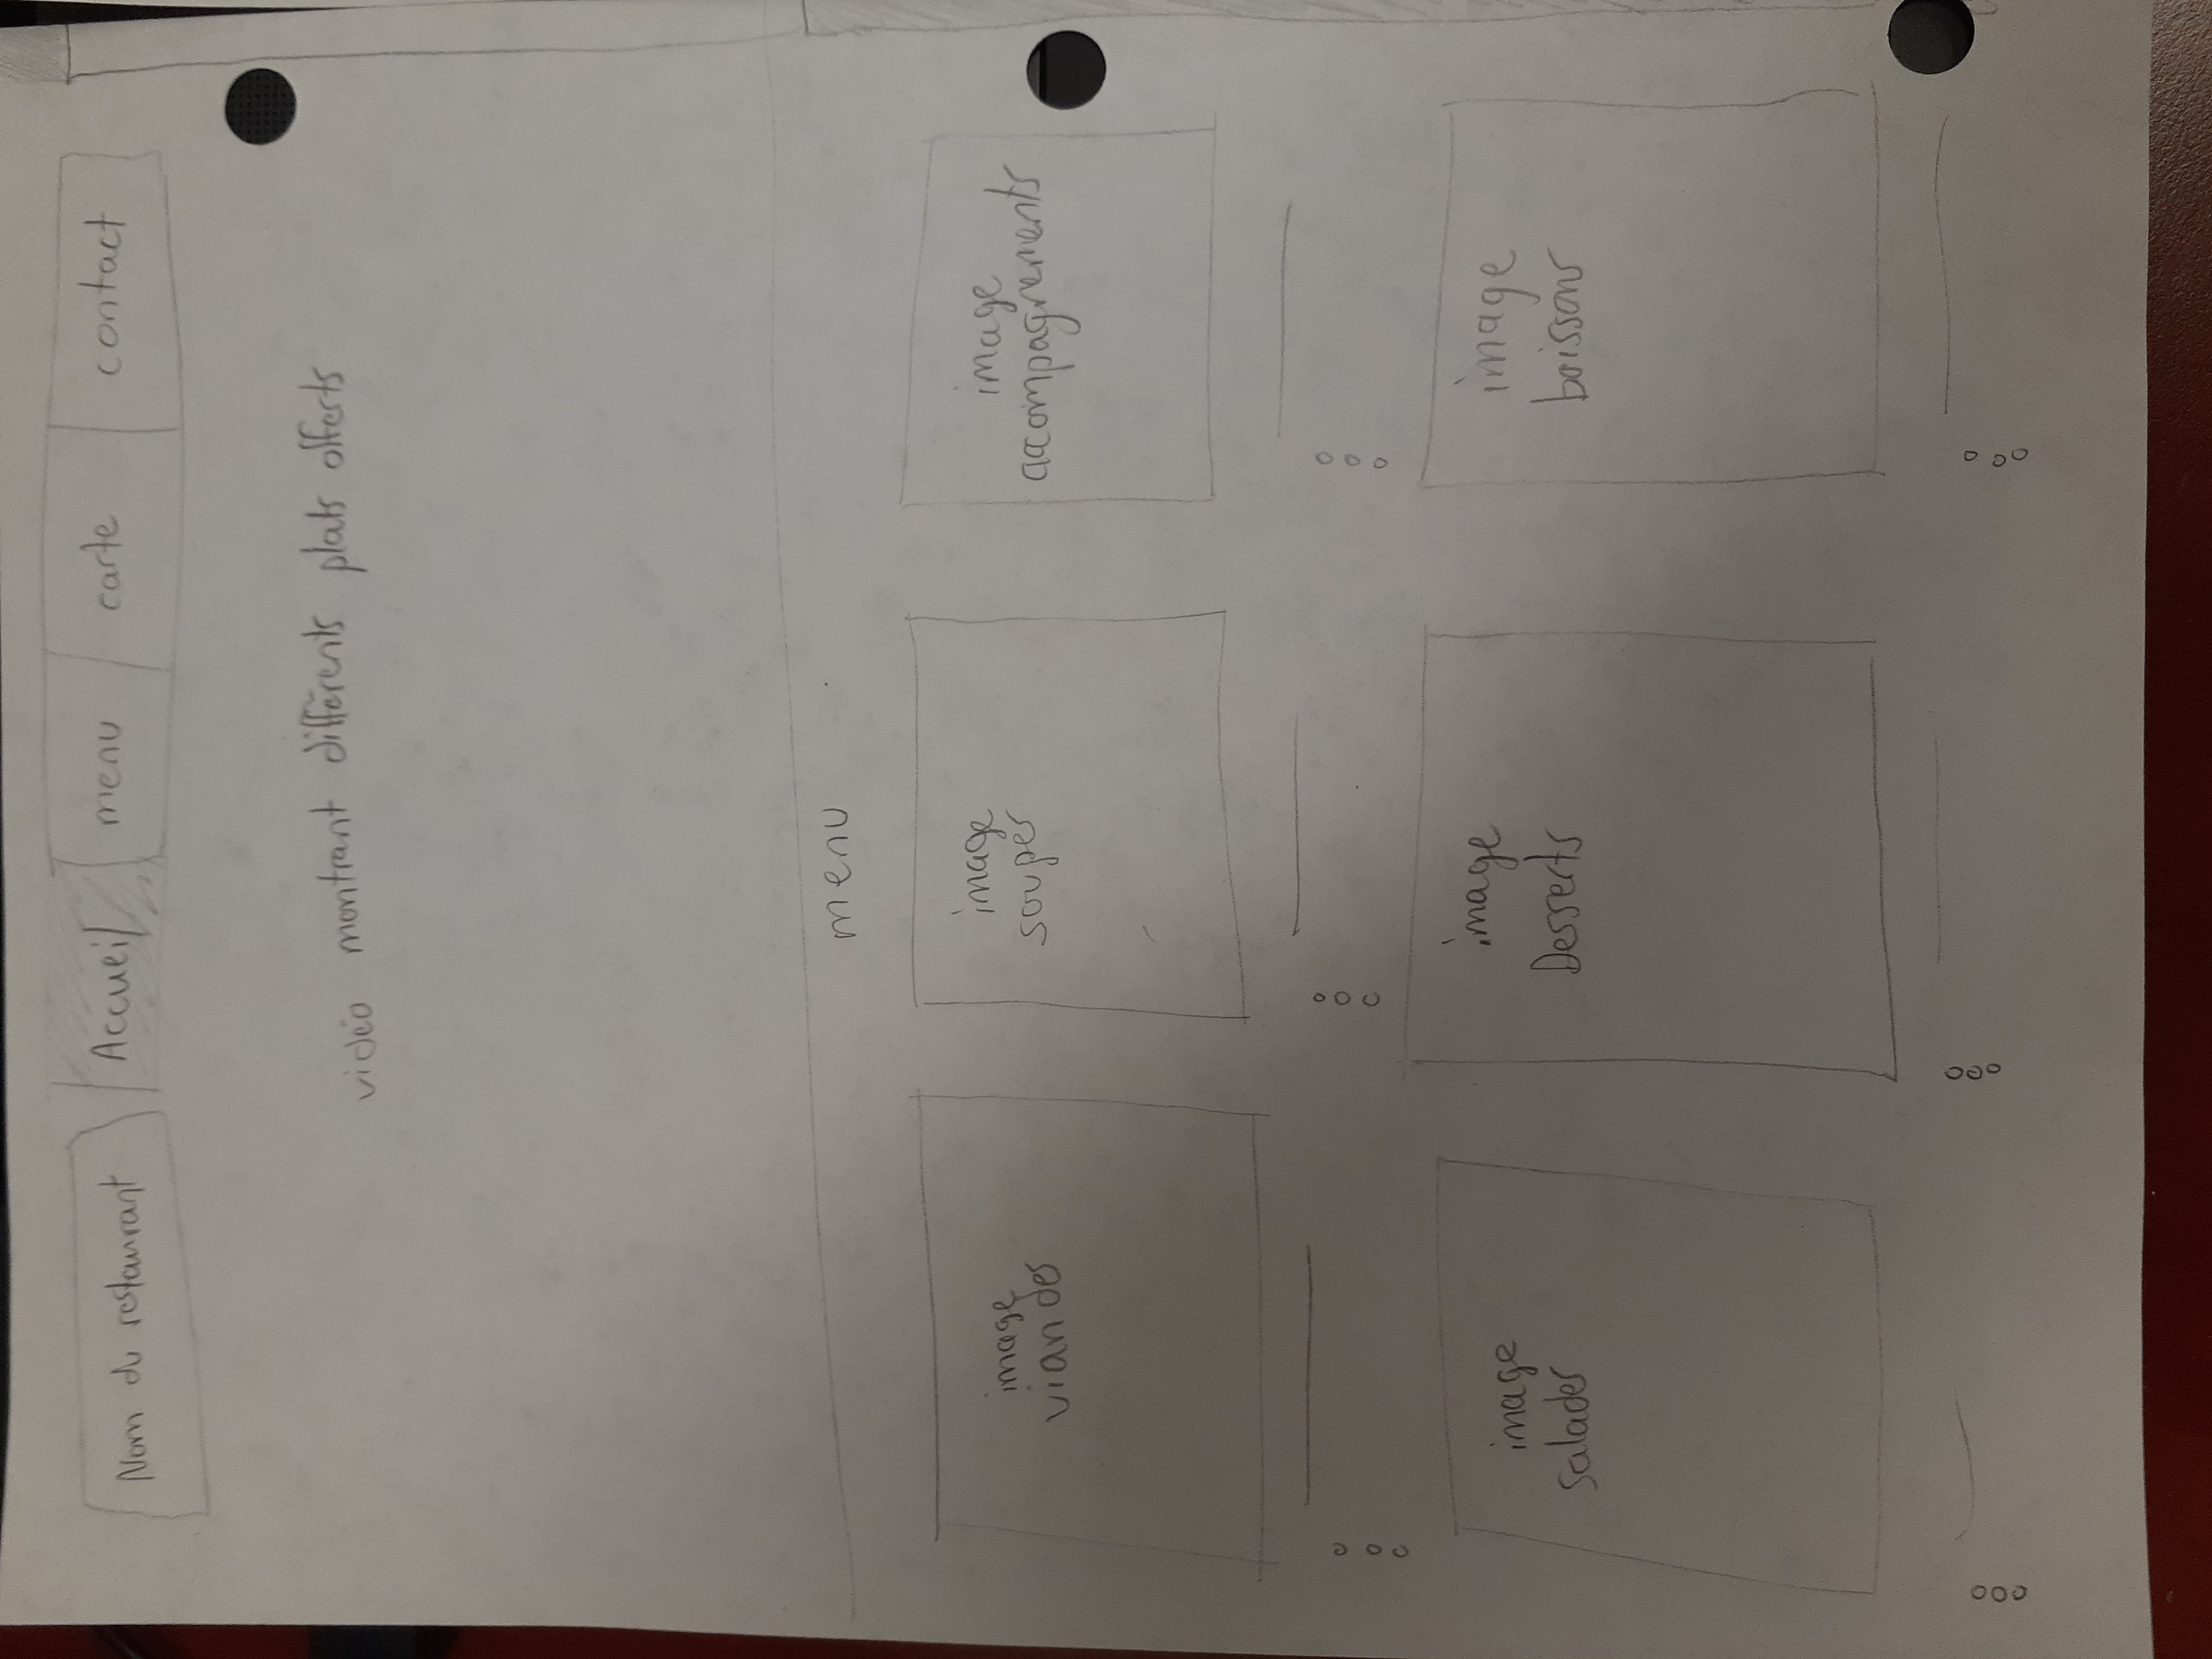 Nom du restaurant
Accueil
menu
carte
contact
vidéo montrant différents plats offerts
menu
image
viandes
image
soupes
image
accompagnements
image
salades
image
Desserts
image
boissons